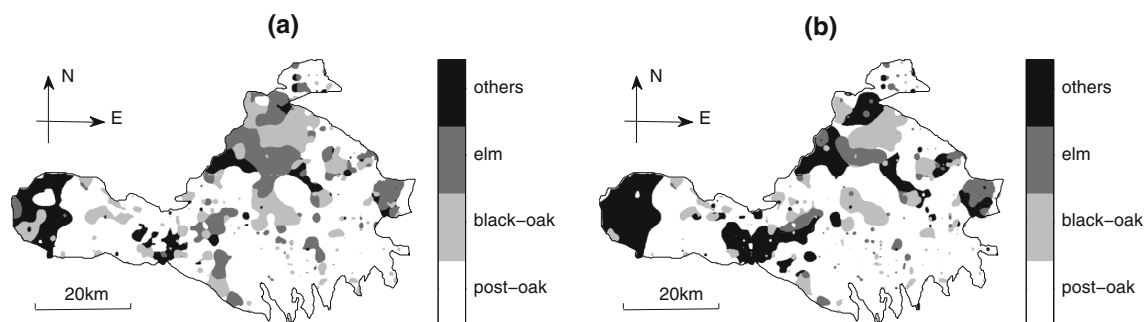 (a)
N
E
others
elm
black-oak
post-oak
20km
(b)
N
E
others
elm
black-oak
post-oak
20km